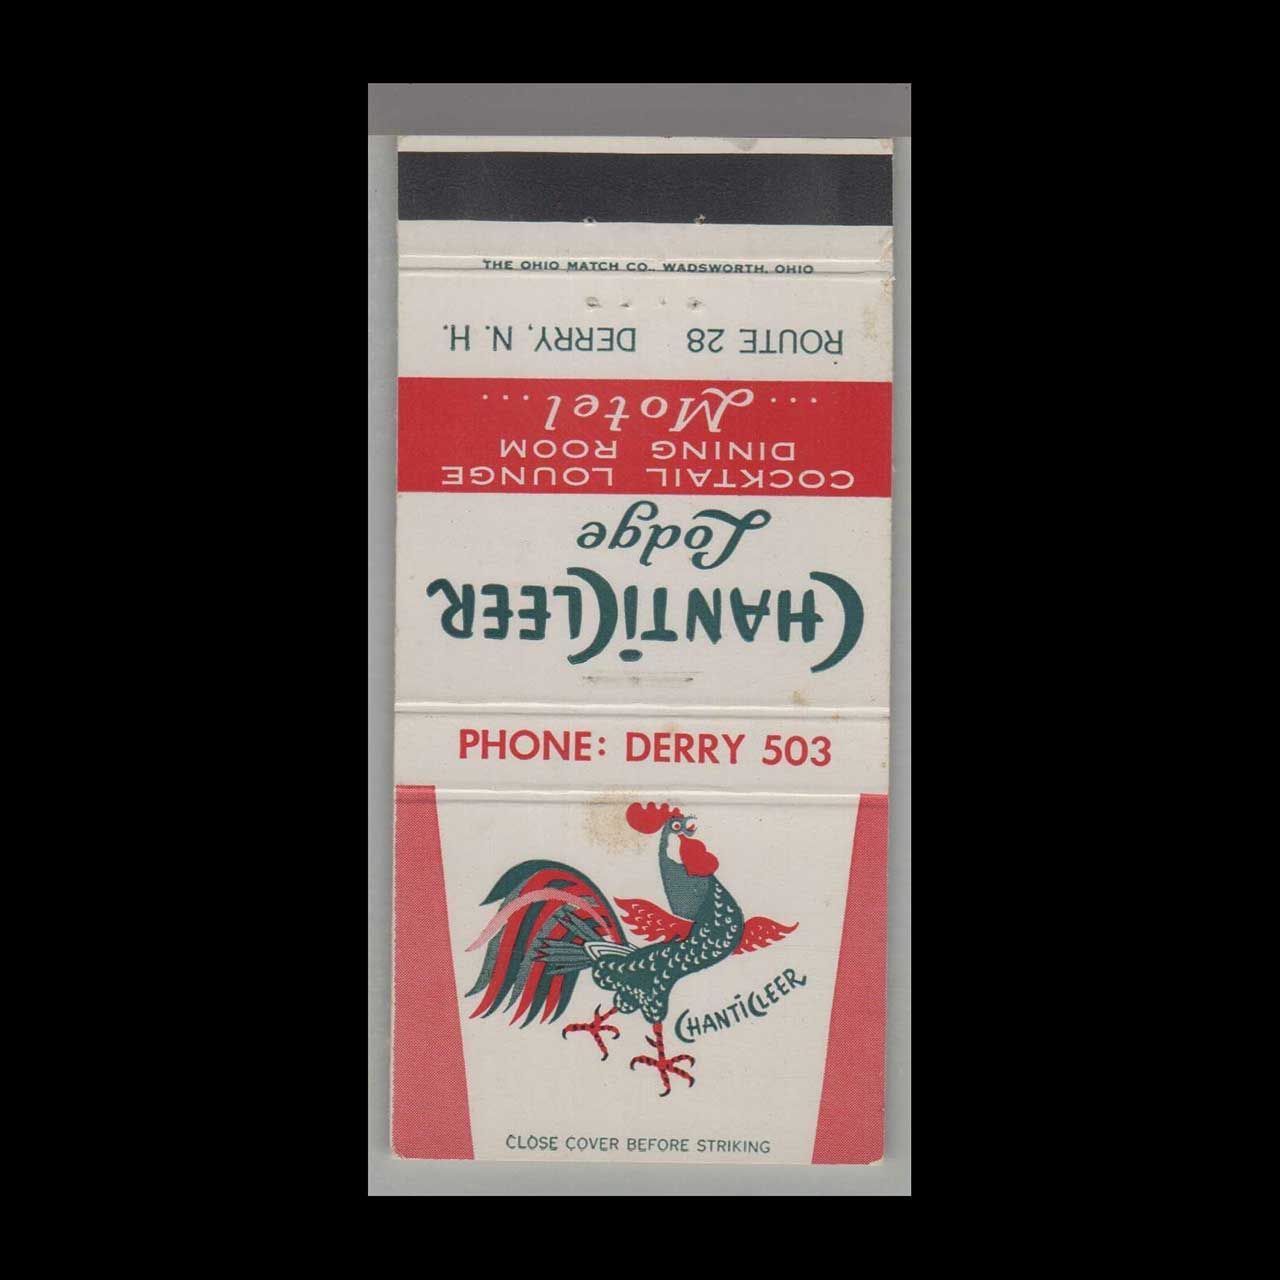 THE OHIO MATCH CO., WADSWORTH, OHIO
CHANTICLEER
Lodge
COCKTAIL LOUNGE
DINING ROOM
...Motel...
ROUTE 28 DERRY, N. H.
PHONE: DERRY 503
CHANTICLEER
CLOSE COVER BEFORE STRIKING